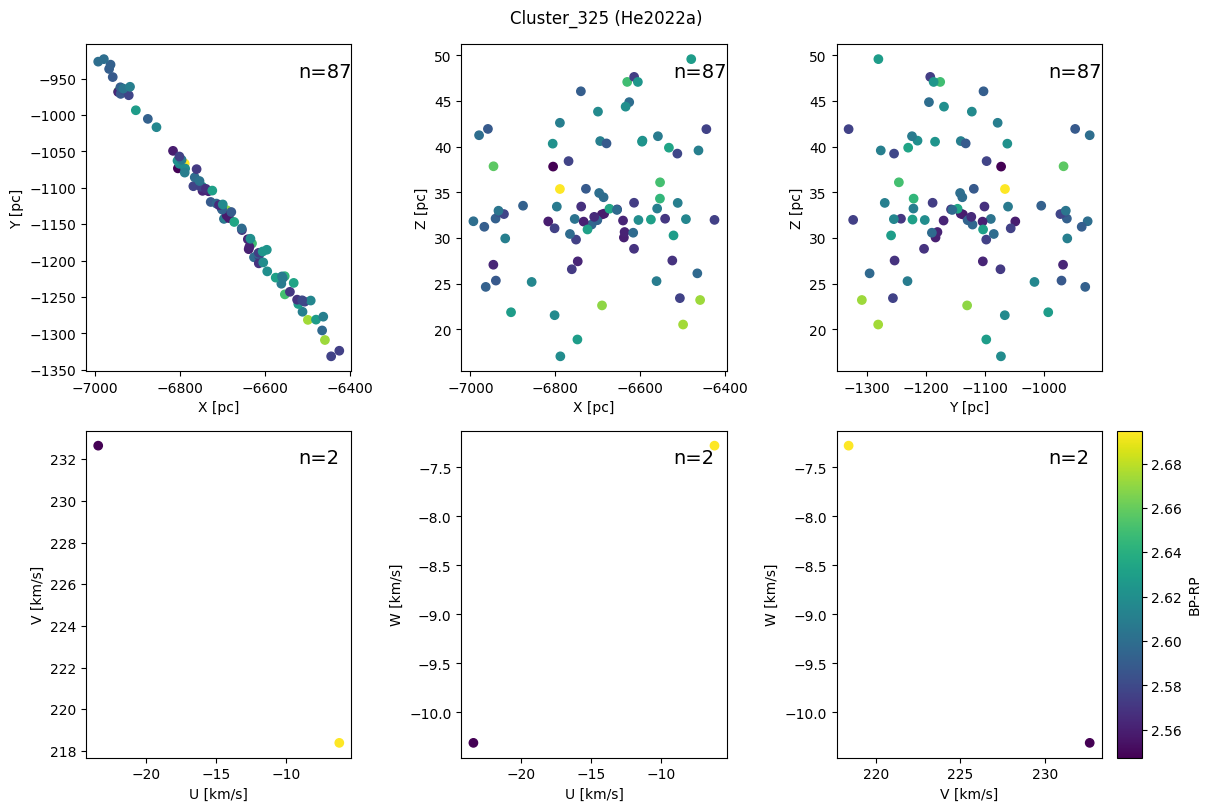 Cluster_325 (He2022a)
n=87
−950
−1000
−1050
−1100
−1150
−1200
−1250
−1300
−1350
Y [pc]
−7000 −6800 −6600 −6400
X [pc]
n=87
50
45
40
35
30
25
20
Z [pc]
−7000 −6800 −6600 −6400
X [pc]
n=87
50
45
40
35
30
25
20
Z [pc]
−1300 −1200 −1100 −1000
Y [pc]
n=2
232
230
228
226
224
222
220
218
V [km/s]
−20 −10
U [km/s]
n=2
−7.5
−8.0
−8.5
−9.0
−9.5
−10.0
W [km/s]
−20 −10
U [km/s]
n=2
−7.5
−8.0
−8.5
−9.0
−9.5
−10.0
W [km/s]
220 225 230
V [km/s]
2.68
2.66
2.64
2.62
2.60
2.58
2.56
BP-RP